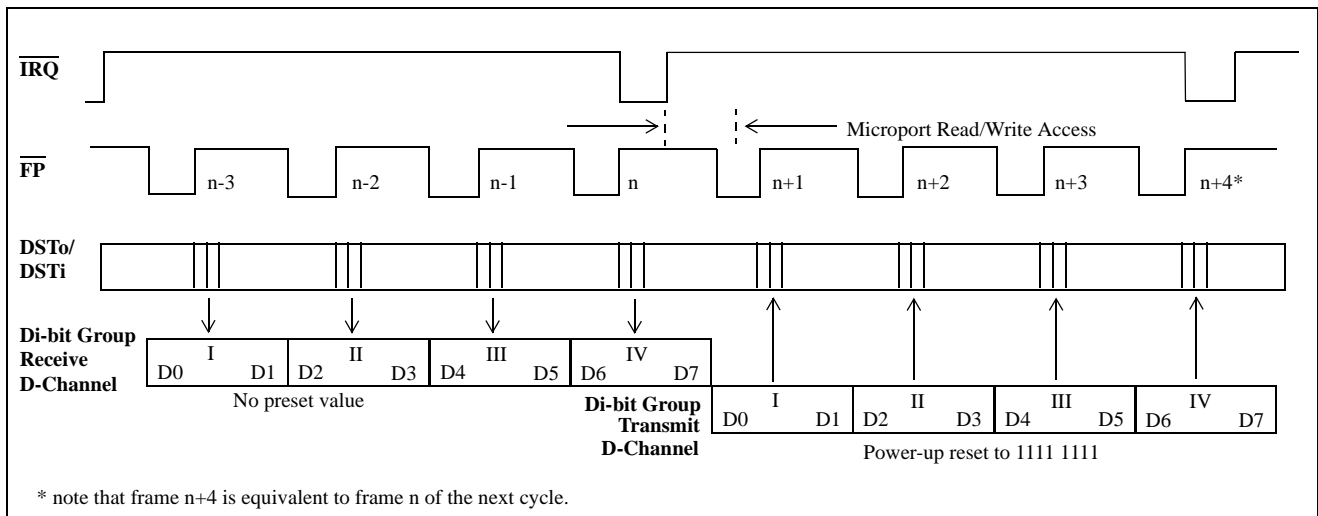 IRQ
Microport Read/Write Access
FP
n-3 n-2 n-1 n n+1 n+2 n+3 n+4*
DSTo/
DSTi
Di-bit Group
Receive
D-Channel
I II III IV
D0 D1 D2 D3 D4 D5 D6 D7
No preset value
Di-bit Group
Transmit
D-Channel
I II III IV
D0 D1 D2 D3 D4 D5 D6 D7
Power-up reset to 1111 1111
* note that frame n+4 is equivalent to frame n of the next cycle.